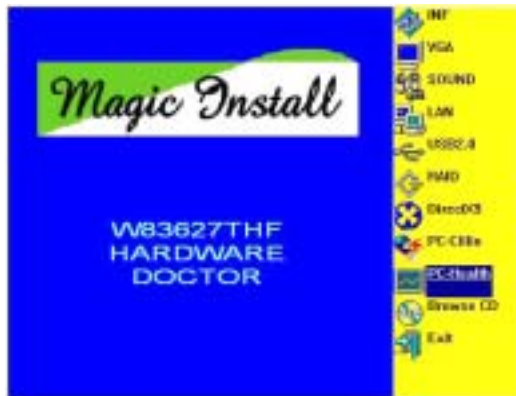 Magic Install
W83627THF
HARDWARE
DOCTOR
INF
VGA
SOUND
LAN
USB2.0
RAID
DirectX9
PC-Cillin
PC-Health
Browse CD
Exit